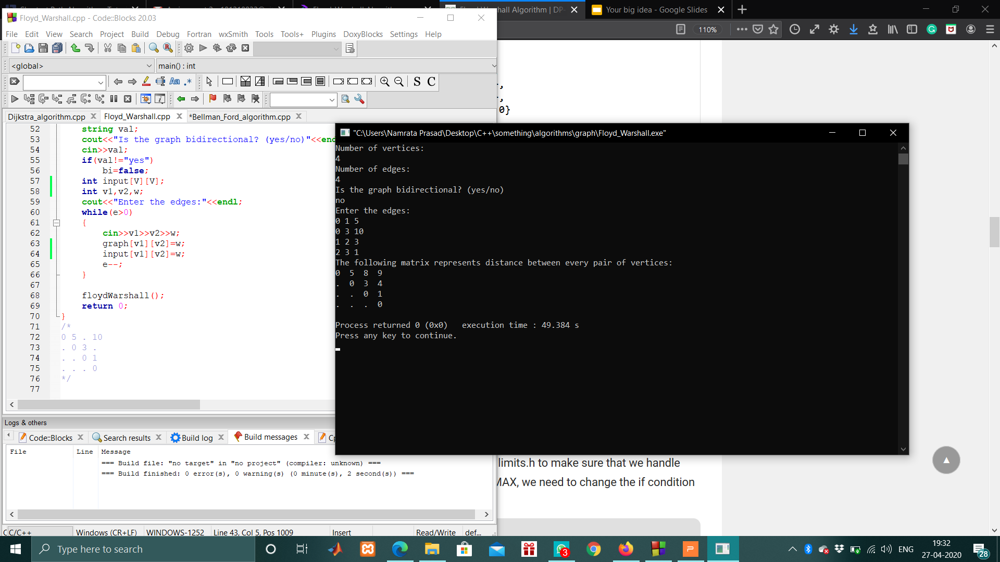 Floyd Warshall Algorithm | DP-
Your big idea - Google Slides
110%
Floyd_Warshall.cpp - Code::Blocks 20.03
File Edit View Search Project Build Debug Fortran wxSmith Tools Tools+ Plugins DoxyBlocks Settings Help
<global>
main() : int
S C
Dijkstra_algorithm.cpp
Floyd_Warshall.cpp
*Bellman_Ford_algorithm.cpp
52 string val;
53 cout<<"Is the graph bidirectional? (yes/no)"<<end
54 cin>>val;
55 if(val!="yes")
56 bi=false;
57 int input[V][V];
58 int v1,v2,w;
59 cout<<"Enter the edges:"<<endl;
60 while(e>0)
61 {
62 cin>>v1>>v2>>w;
63 graph[v1][v2]=w;
64 input[v1][v2]=w;
65 e--;
66 }
67
68 floydWarshall();
69 return 0;
70 }
71 /*
72 0 5 . 10
73 . 0 3 .
74 . . 0 1
75 . . . 0
76 */
77
Logs & others
Code::Blocks
Search results
Build log
Build messages
File Line Message
=== Build file: "no target" in "no project" (compiler: unknown) ===
=== Build finished: 0 error(s), 0 warning(s) (0 minute(s), 2 second(s)) ===
C/C++ Windows (CR+LF) WINDOWS-1252 Line 43, Col 5, Pos 1009 Insert Read/Write def...
,
,
0}
"C:\Users\Namrata Prasad\Desktop\C++\something\algorithms\graph\Floyd_Warshall.exe"
Number of vertices:
4
Number of edges:
4
Is the graph bidirectional? (yes/no)
no
Enter the edges:
0 1 5
0 3 10
1 2 3
2 3 1
The following matrix represents distance between every pair of vertices:
0 5 8 9
. 0 3 4
. . 0 1
. . . 0
Process returned 0 (0x0) execution time : 49.384 s
Press any key to continue.
limits.h to make sure that we handle
MAX, we need to change the if condition
Type here to search
3
ENG
19:32
27-04-2020
28